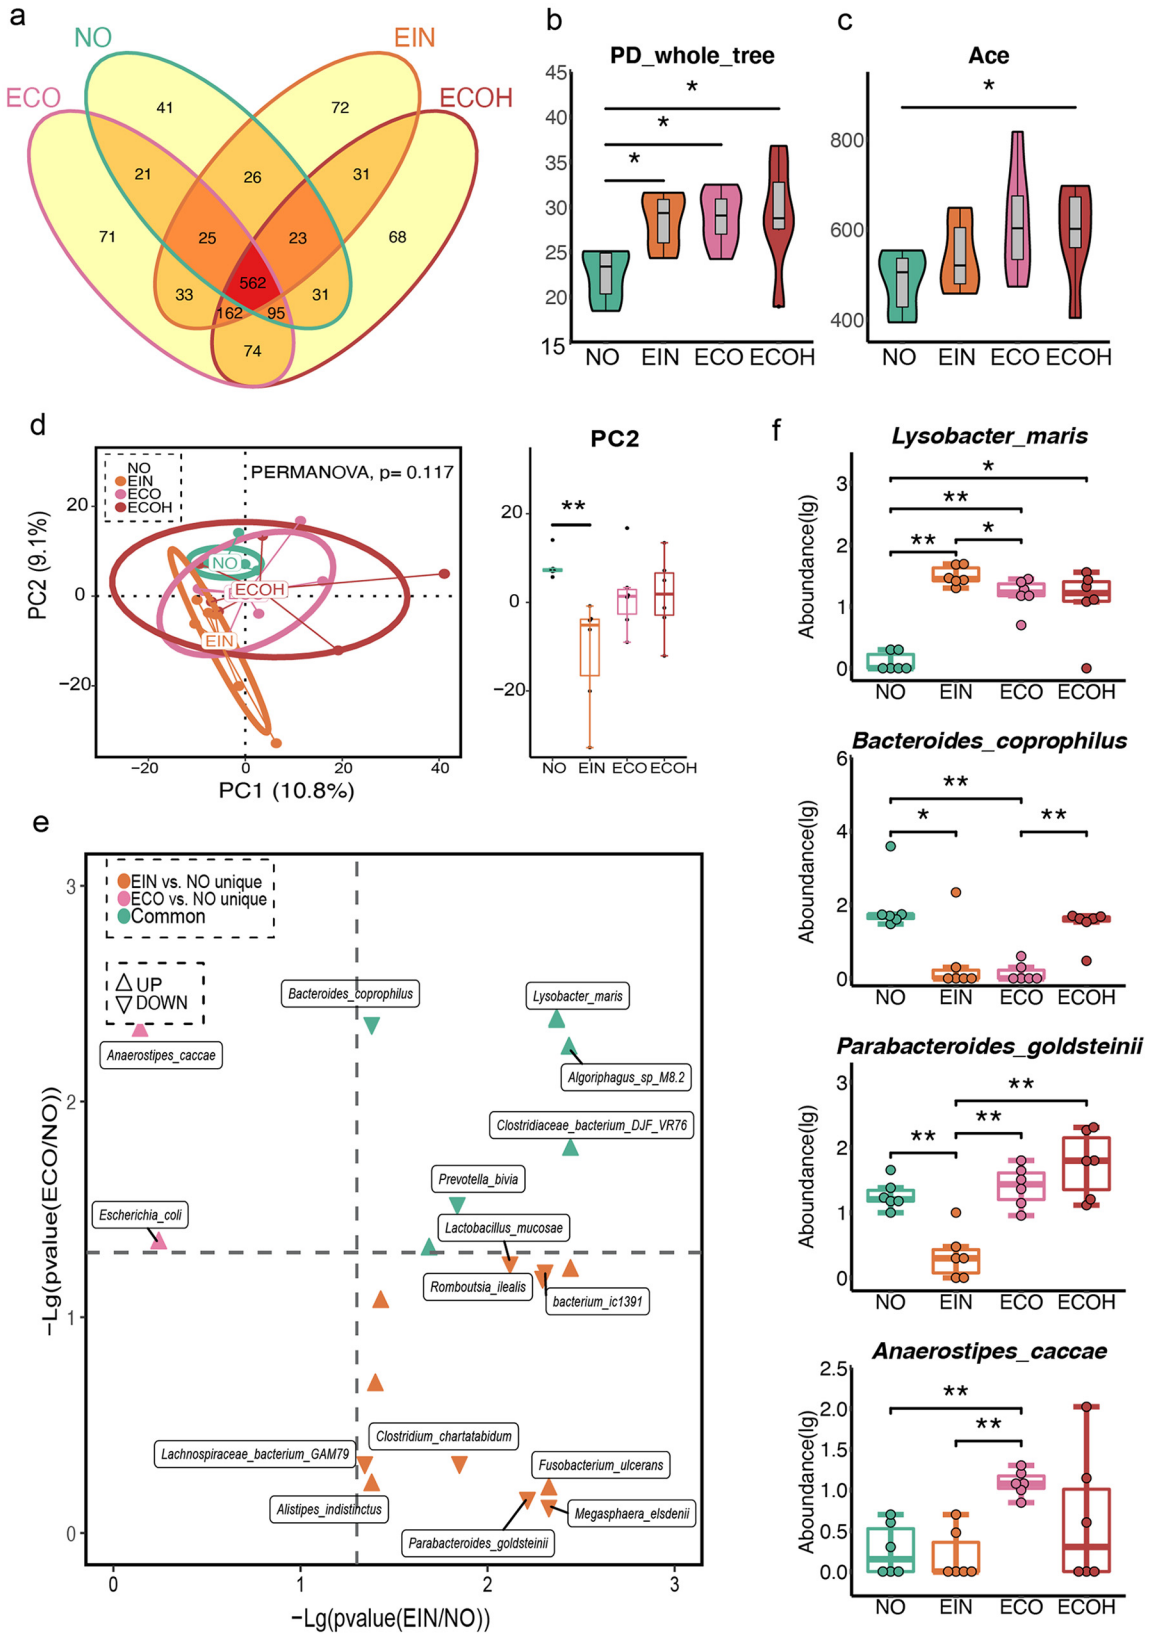 a
NO
EIN
ECO
ECOH
41
72
21
26
31
71
25
23
68
562
33
31
162
95
74
b
PD_whole_tree
*
*
*
45
40
35
30
25
20
15
NO EIN ECO ECOH
c
Ace
*
800
600
400
NO EIN ECO ECOH
d
NO
EIN
ECO
ECOH
PERMANOVA, p= 0.117
PC2 (9.1%)
20
0
−20
NO
ECOH
EIN
−20 0 20 40
PC1 (10.8%)
PC2
**
20
0
−20
NO EIN ECO ECOH
e
EIN vs. NO unique
ECO vs. NO unique
Common
UP
DOWN
−Lg(pvalue(ECO/NO))
3
2
1
0
Bacteroides_coprophilus
Lysobacter_maris
Anaerostipes_caccae
Algoriphagus_sp_M8.2
Clostridiaceae_bacterium_DJF_VR76
Prevotella_bivia
Escherichia_coli
Lactobacillus_mucosae
Romboutsia_ilealis
bacterium_ic1391
Clostridium_chartatabidum
Lachnospiraceae_bacterium_GAM79
Fusobacterium_ulcerans
Alistipes_indistinctus
Megasphaera_elsdenii
Parabacteroides_goldsteinii
0 1 2 3
−Lg(pvalue(EIN/NO))
f
Lysobacter_maris
Aboundance(lg)
3
2
1
0
*
**
** *
NO EIN ECO ECOH
Bacteroides_coprophilus
Aboundance(lg)
6
4
2
0
**
* **
NO EIN ECO ECOH
Parabacteroides_goldsteinii
Aboundance(lg)
3
2
1
0
**
**
**
NO EIN ECO ECOH
Anaerostipes_caccae
Aboundance(lg)
2.5
2.0
1.5
1.0
0.5
0.0
**
**
NO EIN ECO ECOH